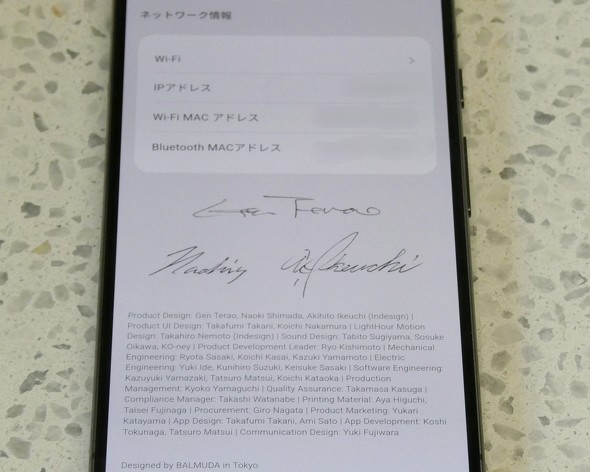 ネットワーク情報
Wi-Fi
IPアドレス
Wi-Fi MAC アドレス
Bluetooth MACアドレス
Gen Terao
Ikeuchi
Product Design: Gen Terao, Naoki Shimada, Akihito Ikeuchi (Indesign) |
Product UI Design: Takafumi Takani, Koichi Nakamura | LightHour Motion
Design: Takahiro Nemoto (Indesign) | Sound Design: Tabito Sugiyama, Sosuke
Oikawa, KO-ney | Product Development Leader: Ryo Kishimoto | Mechanical
Engineering: Ryota Sasaki, Koichi Kasai, Kazuki Yamamoto | Electric
Engineering: Yuki Ide, Kunihiro Suzuki, Keisuke Sasaki | Software Engineering:
Kazuyuki Yamazaki, Tatsuro Matsui, Koichi Kataoka | Production
Management: Kyoko Yamaguchi | Quality Assurance: Takamasa Kasuga |
Compliance Manager: Takashi Watanabe | Printing Material: Aya Higuchi,
Taisei Fujinaga | Procurement: Giro Nagata | Product Marketing: Yukari
Katayama | App Design: Takafumi Takani, Ami Sato | App Development: Koshi
Tokunaga, Tatsuro Matsui | Communication Design: Yuki Fujiwara
Designed by BALMUDA in Tokyo